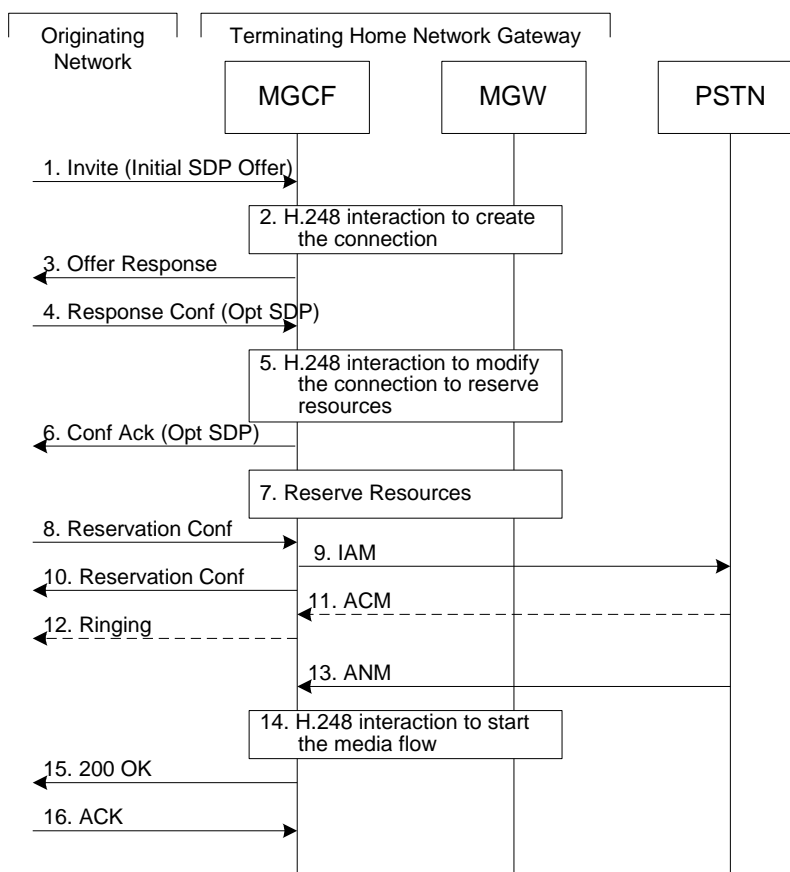 Originating
Network
Terminating Home Network Gateway
MGCF
MGW
PSTN
1. Invite (Initial SDP Offer)
2. H.248 interaction to create
the connection
3. Offer Response
4. Response Conf (Opt SDP)
5. H.248 interaction to modify
the connection to reserve
resources
6. Conf Ack (Opt SDP)
7. Reserve Resources
8. Reservation Conf
9. IAM
10. Reservation Conf
11. ACM
12. Ringing
13. ANM
14. H.248 interaction to start
the media flow
15. 200 OK
16. ACK